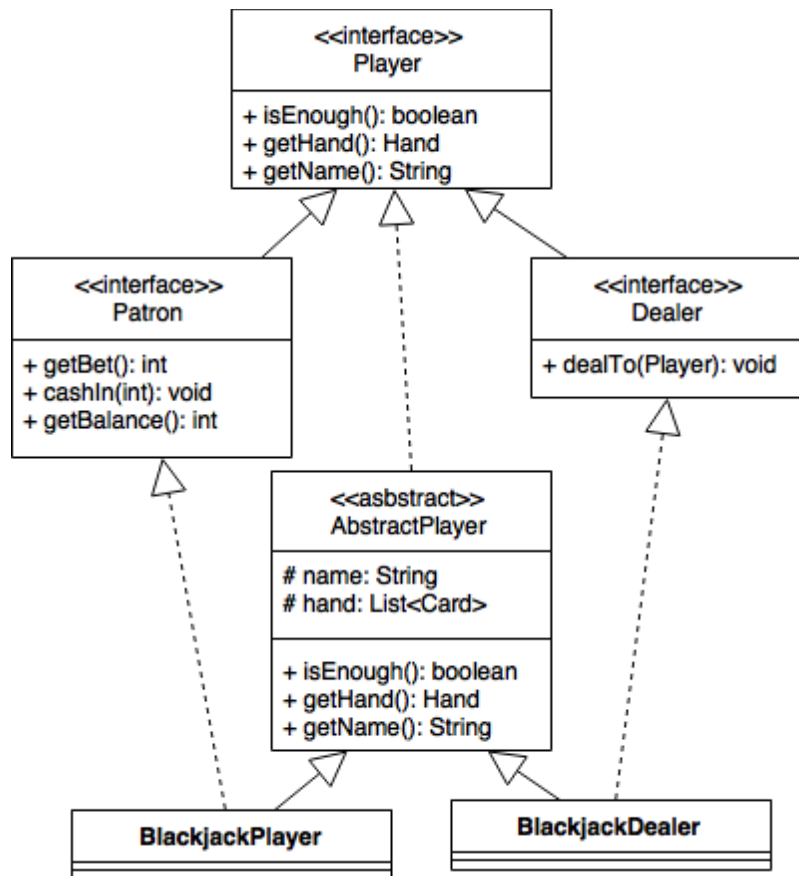 <<interface>>
Player
+ isEnough(): boolean
+ getHand(): Hand
+ getName(): String
<<interface>>
Patron
+ getBet(): int
+ cashIn(int): void
+ getBalance(): int
<<interface>>
Dealer
+ dealTo(Player): void
<<asbstract>>
AbstractPlayer
# name: String
# hand: List<Card>
+ isEnough(): boolean
+ getHand(): Hand
+ getName(): String
BlackjackPlayer
BlackjackDealer